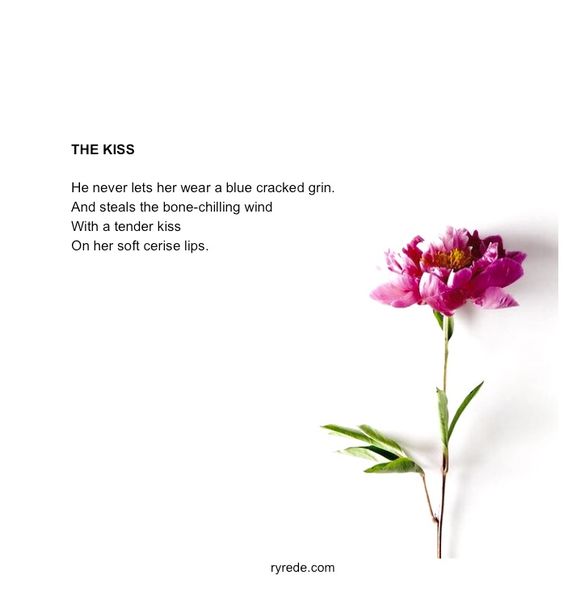 THE KISS
He never lets her wear a blue cracked grin.
And steals the bone-chilling wind
With a tender kiss
On her soft cerise lips.
ryrede.com